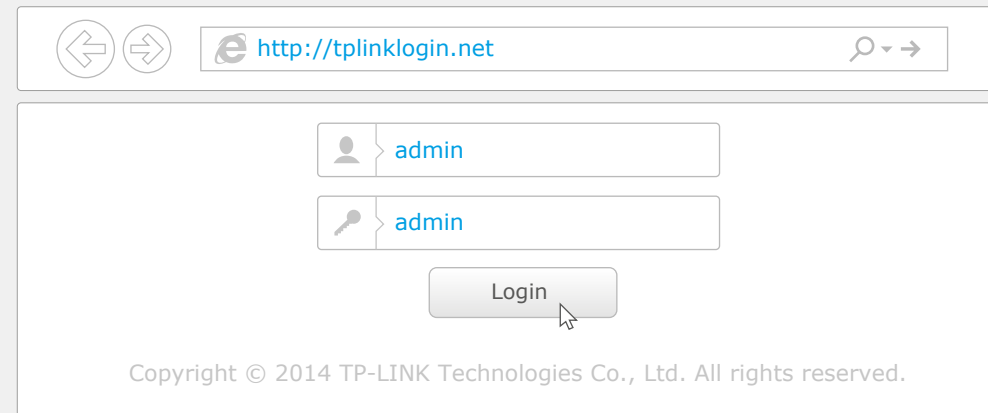 http://tplinklogin.net
admin
admin
Login
Copyright © 2014 TP-LINK Technologies Co., Ltd. All rights reserved.